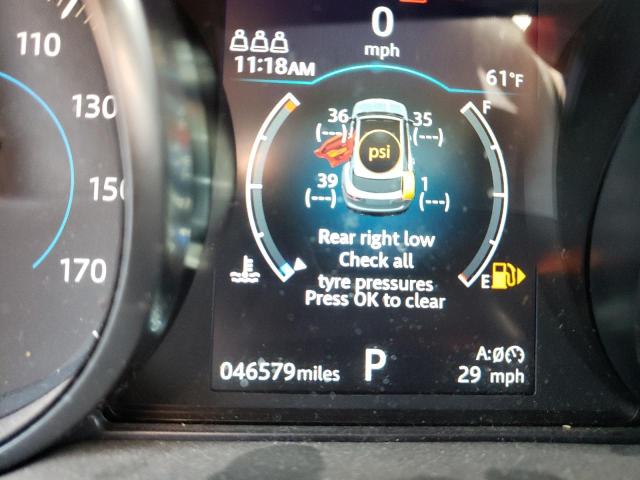 0
mph
110
11:18AM
61°F
130
36
35
F
(---)
(---)
psi
150
39
1
(---)
(---)
Rear right low
Check all
tyre pressures
Press OK to clear
170
E
046579miles
P
A:Ø
29 mph